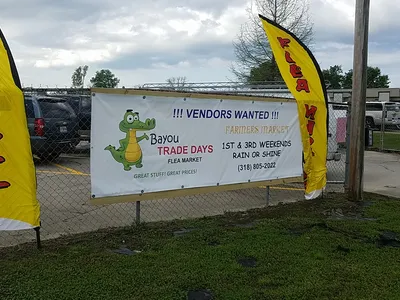 !!! VENDORS WANTED !!!
FARMERS MARKET
Bayou
TRADE DAYS
FLEA MARKET
GREAT STUFF! GREAT PRICES!
1ST & 3RD WEEKENDS
RAIN OR SHINE
(318) 805-2022
FLEA MAR